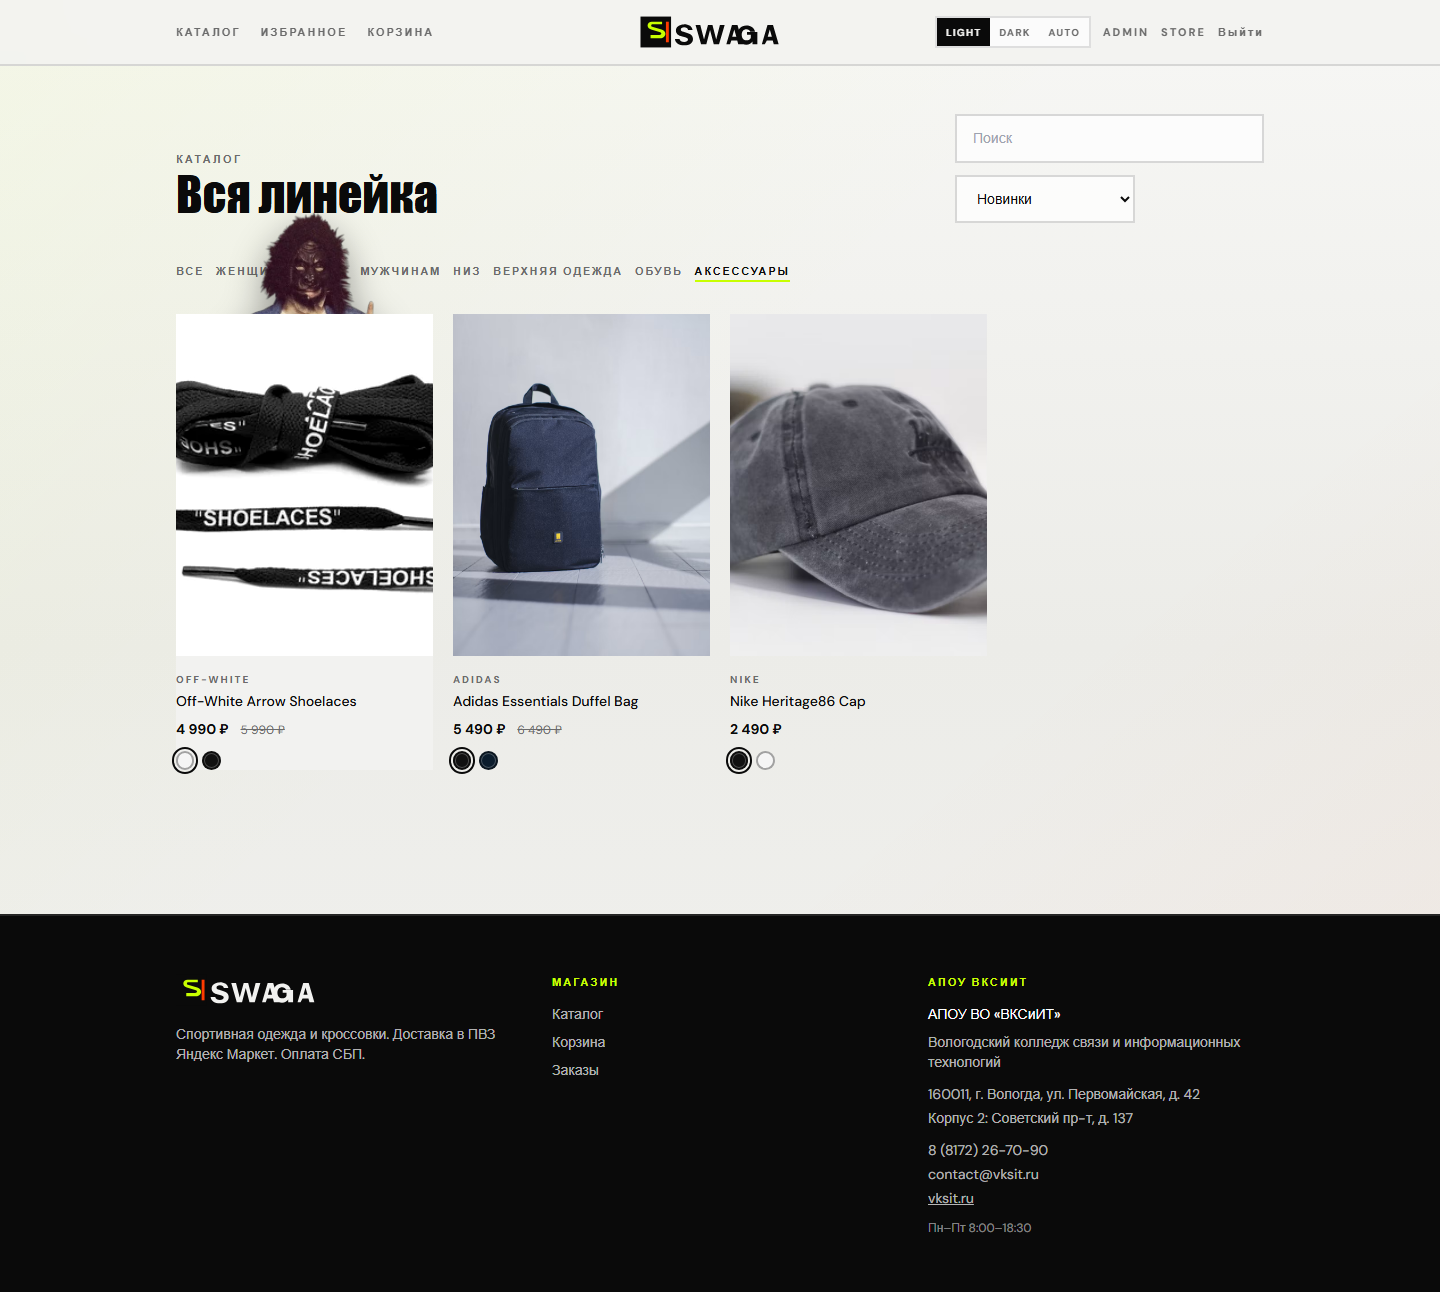 КАТАЛОГ ИЗБРАННОЕ КОРЗИНА
SWAGA
LIGHT DARK AUTO ADMIN STORE Выйти
Поиск
КАТАЛОГ
Вся линейка
Новинки
ВСЕ МУЖЧИНАМ НИЗ ВЕРХНЯЯ ОДЕЖДА ОБУВЬ АКСЕССУАРЫ
"SHOELACES"
"SHOELACES
OFF-WHITE
Off-White Arrow Shoelaces
4 990 ₽ 5 990 ₽
ADIDAS
Adidas Essentials Duffel Bag
5 490 ₽ 6 490 ₽
NIKE
Nike Heritage86 Cap
2 490 ₽
SWAGA
Спортивная одежда и кроссовки. Доставка в ПВЗ
Яндекс Маркет. Оплата СБП.
МАГАЗИН
Каталог
Корзина
Заказы
АПОУ ВКСИИТ
АПОУ ВО «ВКСиИТ»
Вологодский колледж связи и информационных
технологий
160011, г. Вологда, ул. Первомайская, д. 42
Корпус 2: Советский пр-т, д. 137
8 (8172) 26-70-90
contact@vksit.ru
vksit.ru
Пн–Пт 8:00–18:30